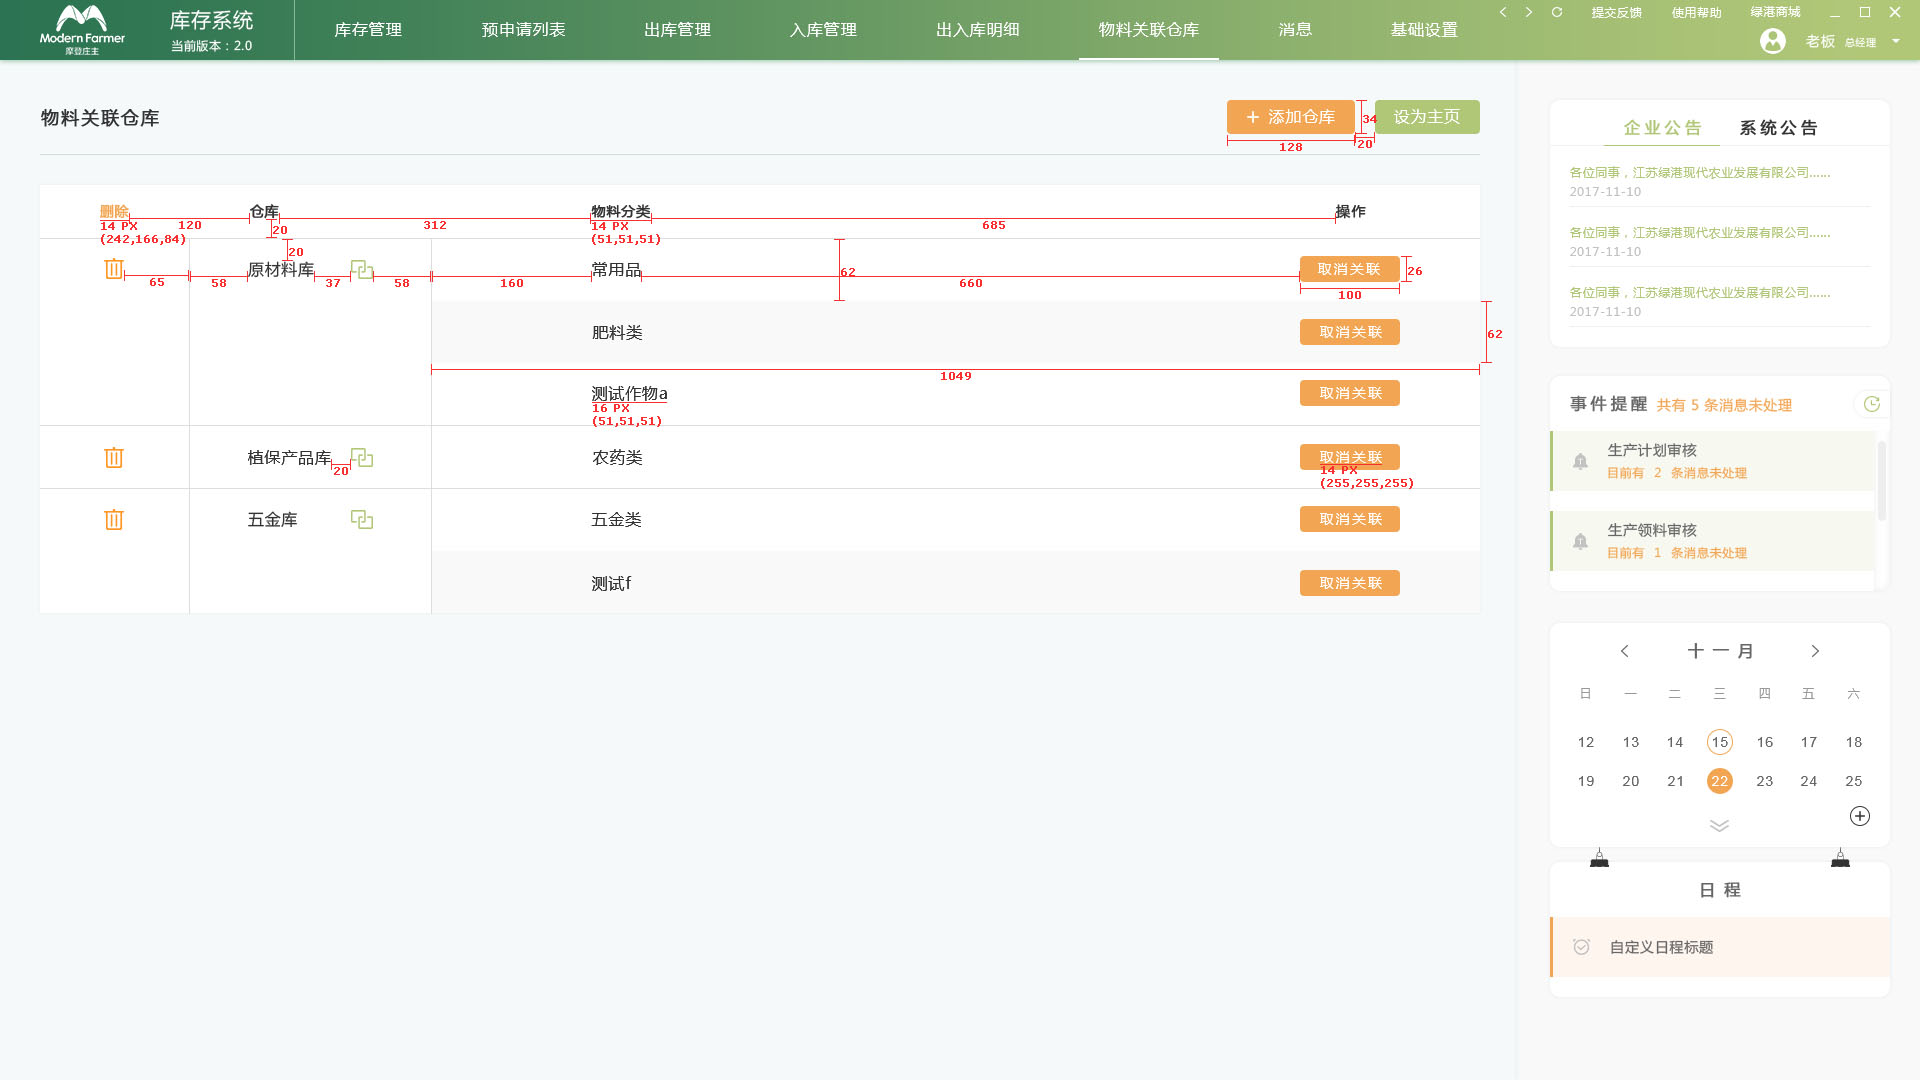 Modern Farmer
摩登庄主
库存系统
当前版本：2.0
库存管理
预申请列表
出库管理
入库管理
出入库明细
物料关联仓库
消息
基础设置
提交反馈
使用帮助
绿港商城
老板 总经理
物料关联仓库
+ 添加仓库
34
设为主页
128
20
删除
120
仓库
312
物料分类
685
操作
14 PX
(242,166,84)
20
14 PX
(51,51,51)
20
65
58
原材料库
37
58
160
常用品
62
660
取消关联
26
100
肥料类
取消关联
62
1049
测试作物a
16 PX
(51,51,51)
取消关联
植保产品库
20
农药类
取消关联
14 PX
(255,255,255)
五金库
五金类
取消关联
测试f
取消关联
企业公告
系统公告
各位同事，江苏绿港现代农业发展有限公司......
2017-11-10
各位同事，江苏绿港现代农业发展有限公司......
2017-11-10
各位同事，江苏绿港现代农业发展有限公司......
2017-11-10
事件提醒 共有 5 条消息未处理
生产计划审核
目前有 2 条消息未处理
生产领料审核
目前有 1 条消息未处理
十一月
日 一 二 三 四 五 六
12 13 14 15 16 17 18
19 20 21 22 23 24 25
日程
自定义日程标题